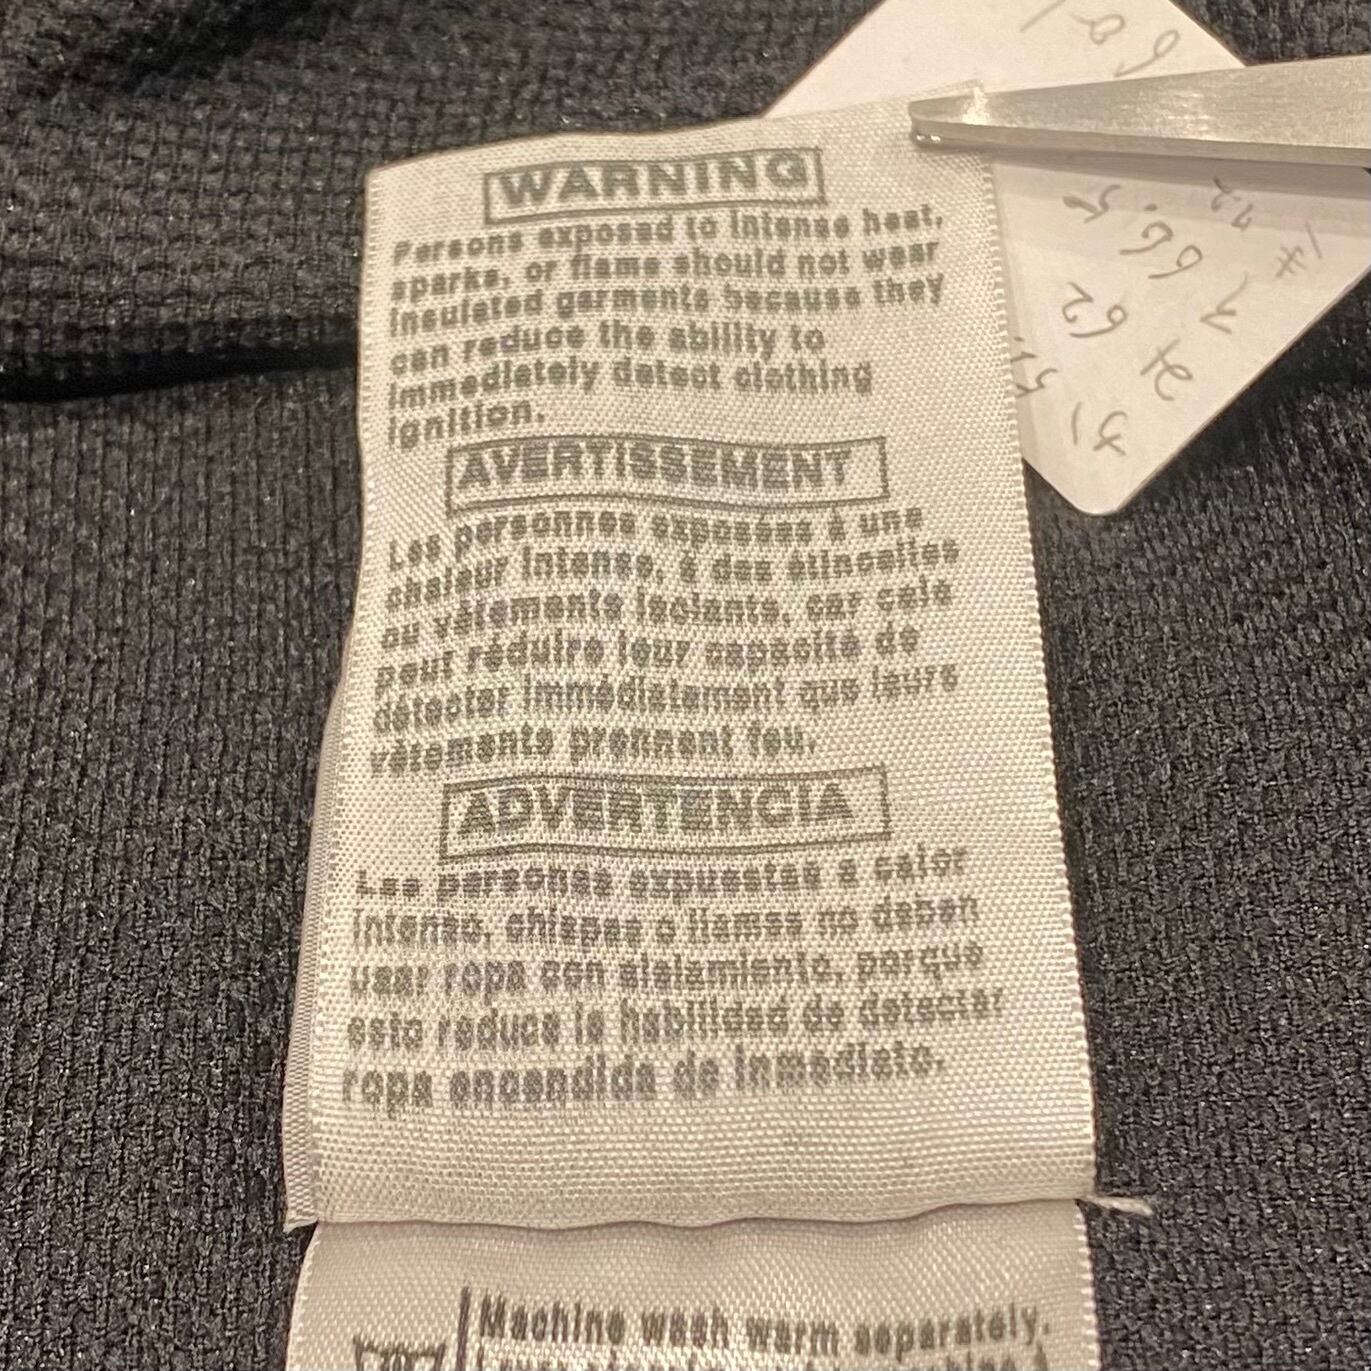 WARNING
Persons exposed to intense heat,
sparks, or flame should not wear
insulated garments because they
can reduce the ability to
immediately detect clothing
ignition.
AVERTISSEMENT
Les personnes exposées à une
chaleur intense, à des étincelles
ou vêtements isolants, car cela
peut réduire leur capacité de
détecter immédiatement que leurs
vêtements prennent feu.
ADVERTENCIA
Las personas expuestas a calor
intenso, chispas o llamas no deben
usar ropa con aislamiento, porque
esto reduce la habilidad de detectar
ropa encendida de inmediato.
Machine wash warm separately.